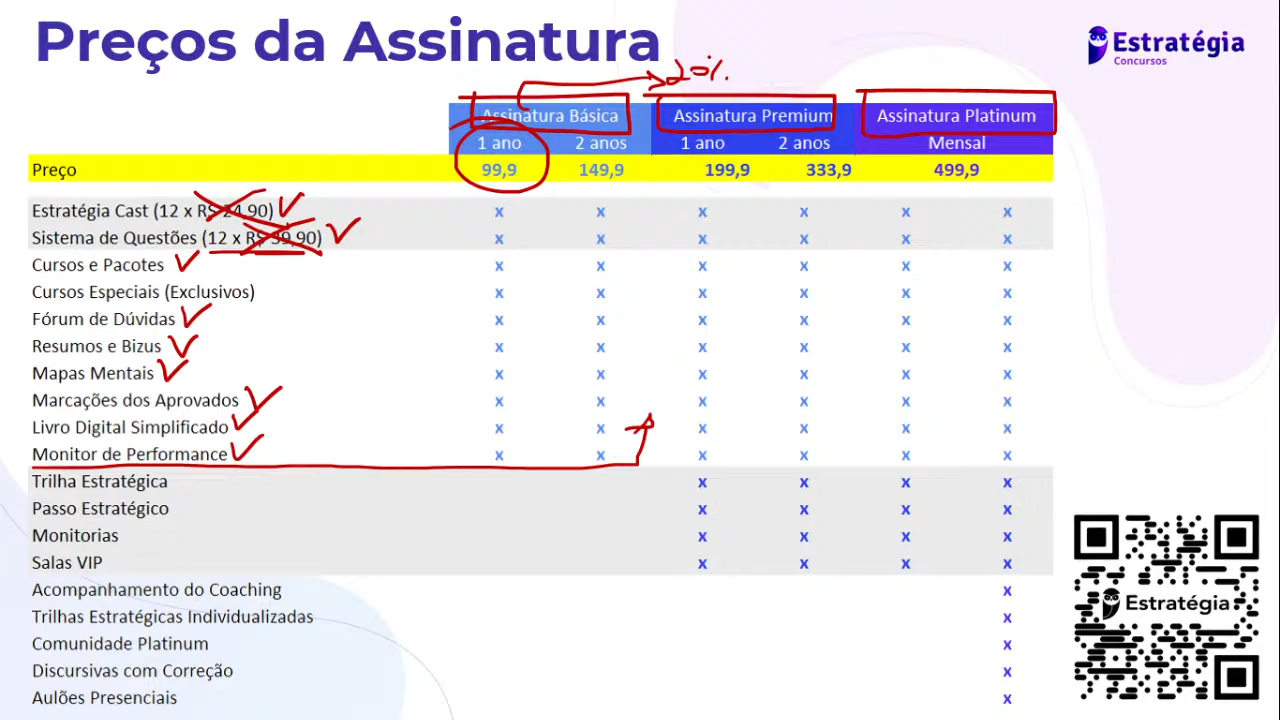 Preços da Assinatura
Estratégia
Concursos
20%
Assinatura Básica Assinatura Premium Assinatura Platinum
1 ano 2 anos 1 ano 2 anos Mensal
Preço 99,9 149,9 199,9 333,9 499,9
Estratégia Cast (12 x R$ 24,90) x x x x x x
Sistema de Questões (12 x R$ 39,90) x x x x x x
Cursos e Pacotes x x x x x x
Cursos Especiais (Exclusivos) x x x x x x
Fórum de Dúvidas x x x x x x
Resumos e Bizus x x x x x x
Mapas Mentais x x x x x x
Marcações dos Aprovados x x x x x x
Livro Digital Simplificado x x x x x x
Monitor de Performance x x x x x x
Trilha Estratégica x x x x
Passo Estratégico x x x x
Monitorias x x x x
Salas VIP x x x x
Acompanhamento do Coaching x
Trilhas Estratégicas Individualizadas x
Comunidade Platinum x
Discursivas com Correção x
Aulões Presenciais x
Estratégia